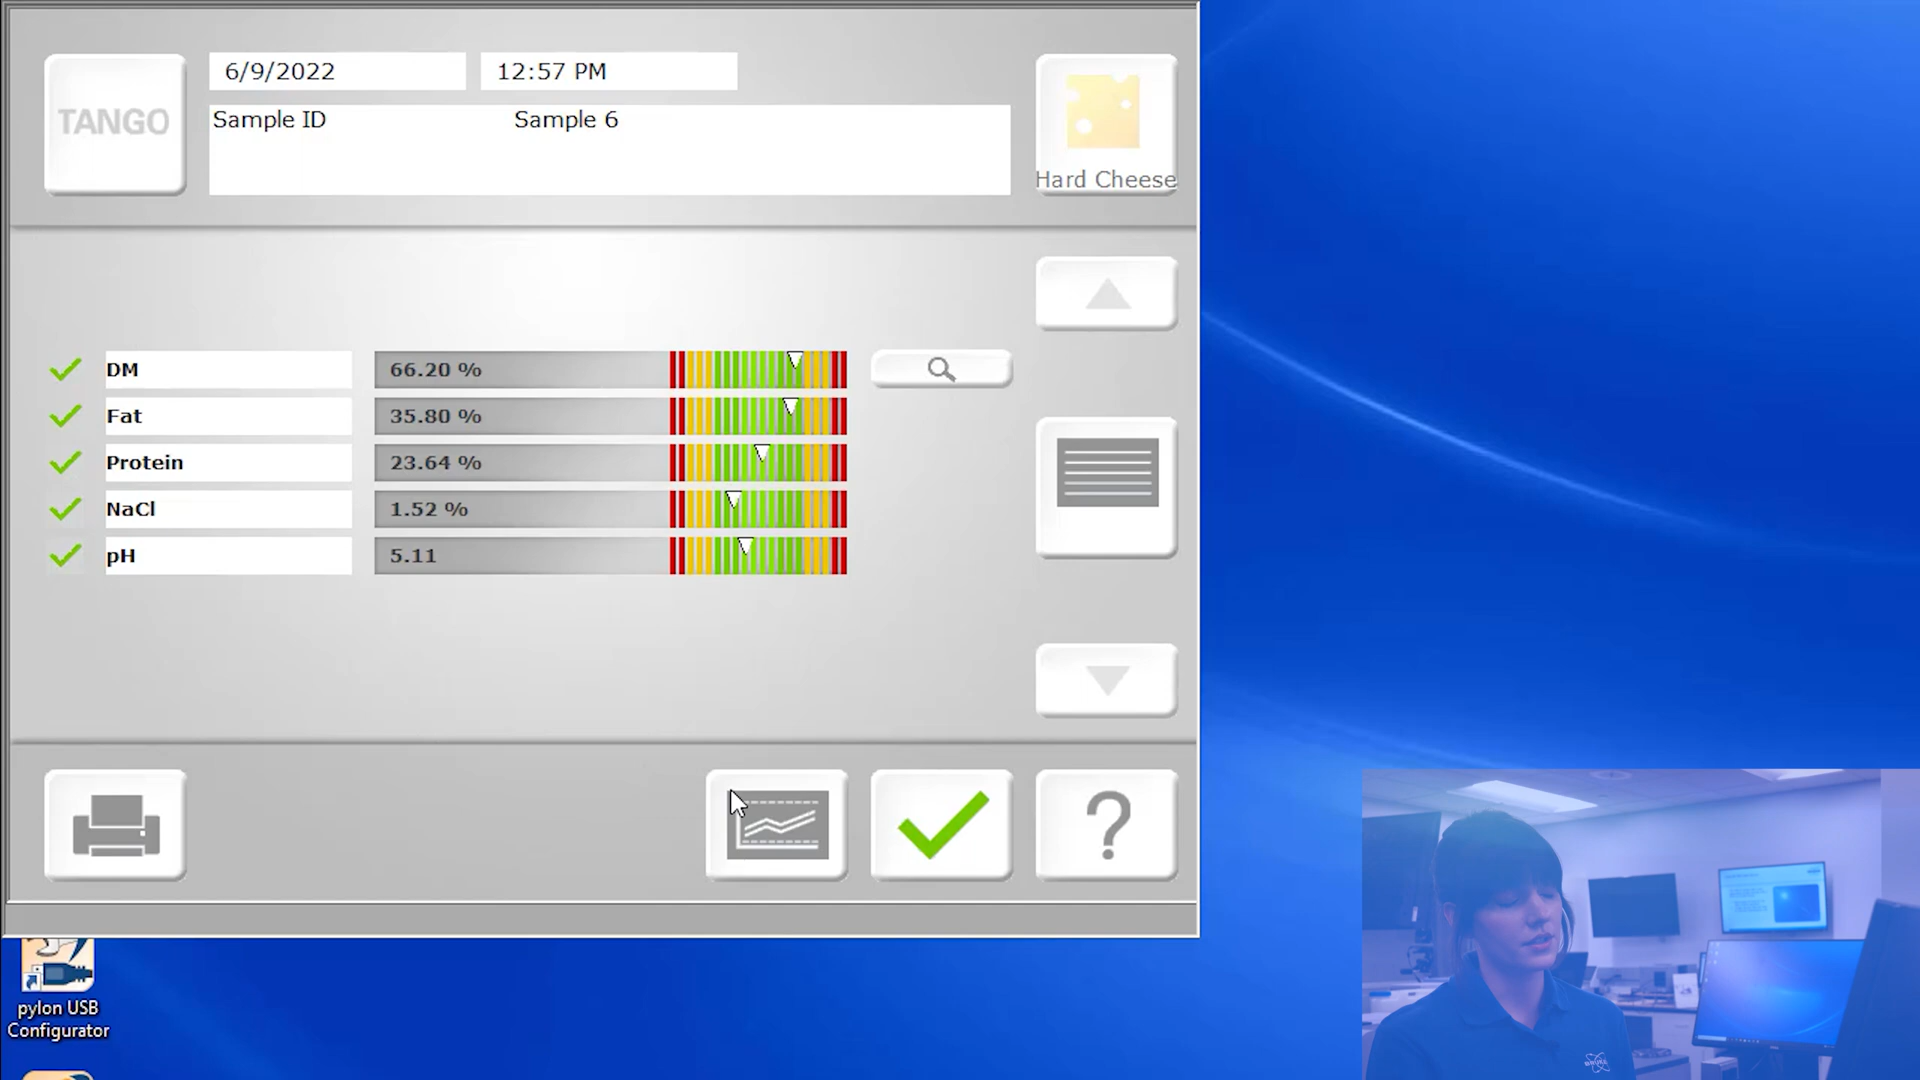 6/9/2022 12:57 PM
TANGO
Sample ID Sample 6
Hard Cheese
DM 66.20 %
Fat 35.80 %
Protein 23.64 %
NaCl 1.52 %
pH 5.11
?
pylon USB
Configurator